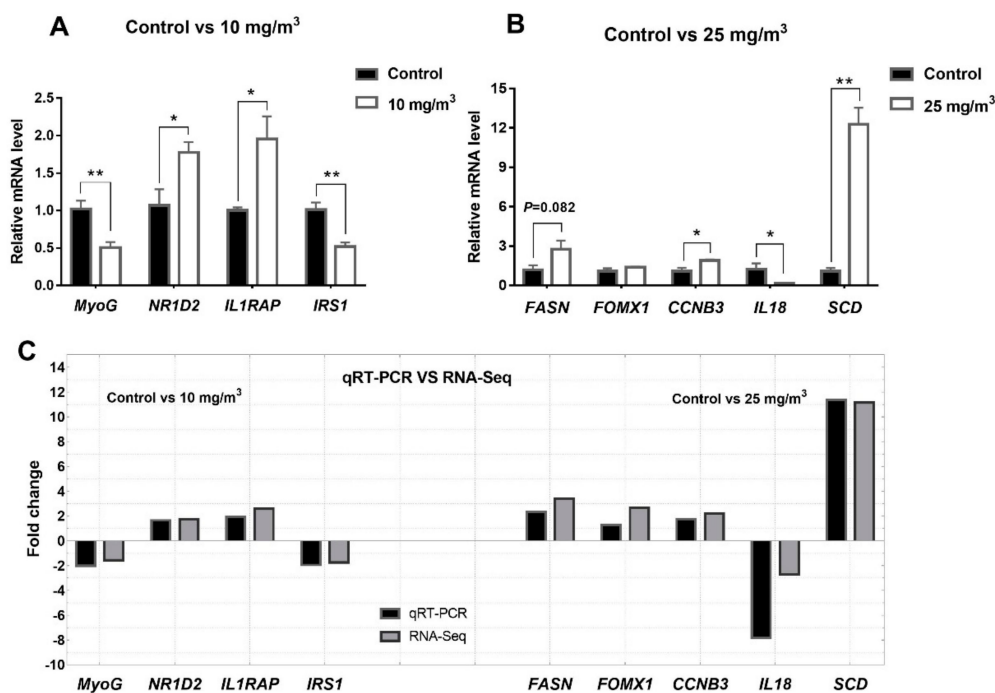 A
Control vs 10 mg/m³
Control
10 mg/m³
Relative mRNA level
2.5
2.0
1.5
1.0
0.5
0.0
**
*
*
**
MyoG NR1D2 IL1RAP IRS1
B
Control vs 25 mg/m³
Control
25 mg/m³
Relative mRNA level
15
12
9
6
3
0
P=0.082
*
*
**
FASN FOMX1 CCNB3 IL18 SCD
C
qRT-PCR VS RNA-Seq
Control vs 10 mg/m³
Control vs 25 mg/m³
Fold change
14
12
10
8
6
4
2
0
-2
-4
-6
-8
-10
qRT-PCR
RNA-Seq
MyoG NR1D2 IL1RAP IRS1 FASN FOMX1 CCNB3 IL18 SCD